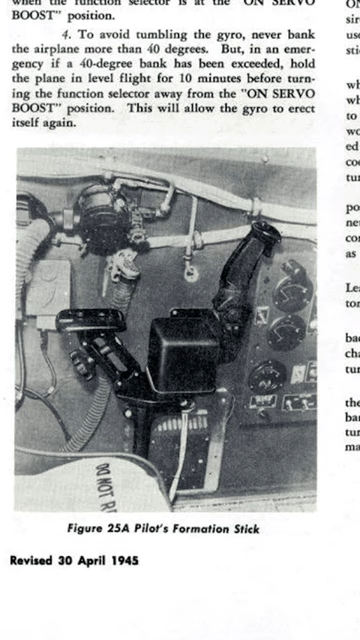 when the function selector is at the "ON SERVO
BOOST" position.
4. To avoid tumbling the gyro, never bank
the airplane more than 40 degrees. But, in an emer-
gency if a 40-degree bank has been exceeded, hold
the plane in level flight for 10 minutes before turn-
ing the function selector away from the "ON SERVO
BOOST" position. This will allow the gyro to erect
itself again.
DO NOT R
Figure 25A Pilot's Formation Stick
Revised 30 April 1945